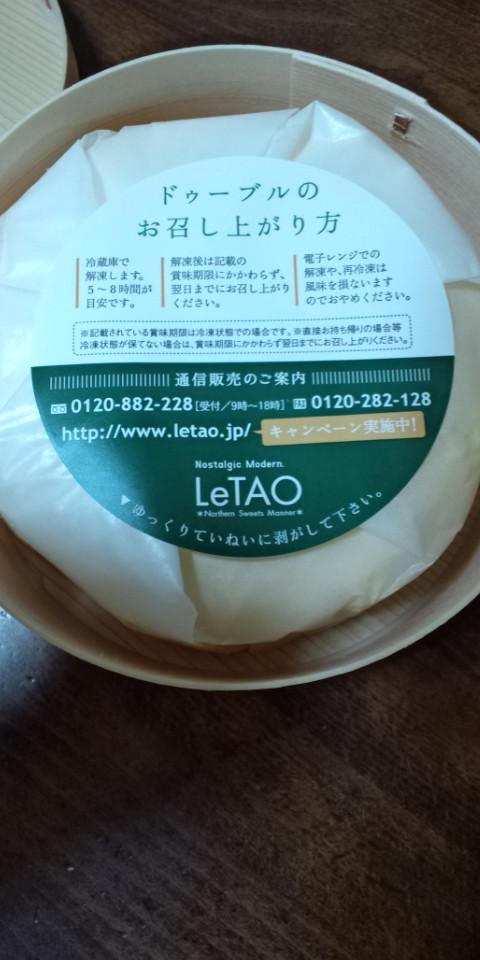 ドゥーブルの
お召し上がり方
冷蔵庫で
解凍します。
5〜8時間が
目安です。
解凍後は記載の
賞味期限にかかわらず、
翌日までにお召し上がり
ください。
電子レンジでの
解凍や、再冷凍は
風味を損ないます
のでおやめください。
※記載されている賞味期限は冷凍状態での場合です。※直接お持ち帰りの場合等
冷凍状態が保てない場合は、賞味期限にかかわらず翌日までにお召し上がりください。
通信販売のご案内
0120-882-228[受付/9時〜18時] FAX 0120-282-128
http://www.letao.jp/ キャンペーン実施中!
Nostalgic Modern.
LeTAO
*Northern Sweets Manner*
▼ゆっくりていねいに剥がして下さい。